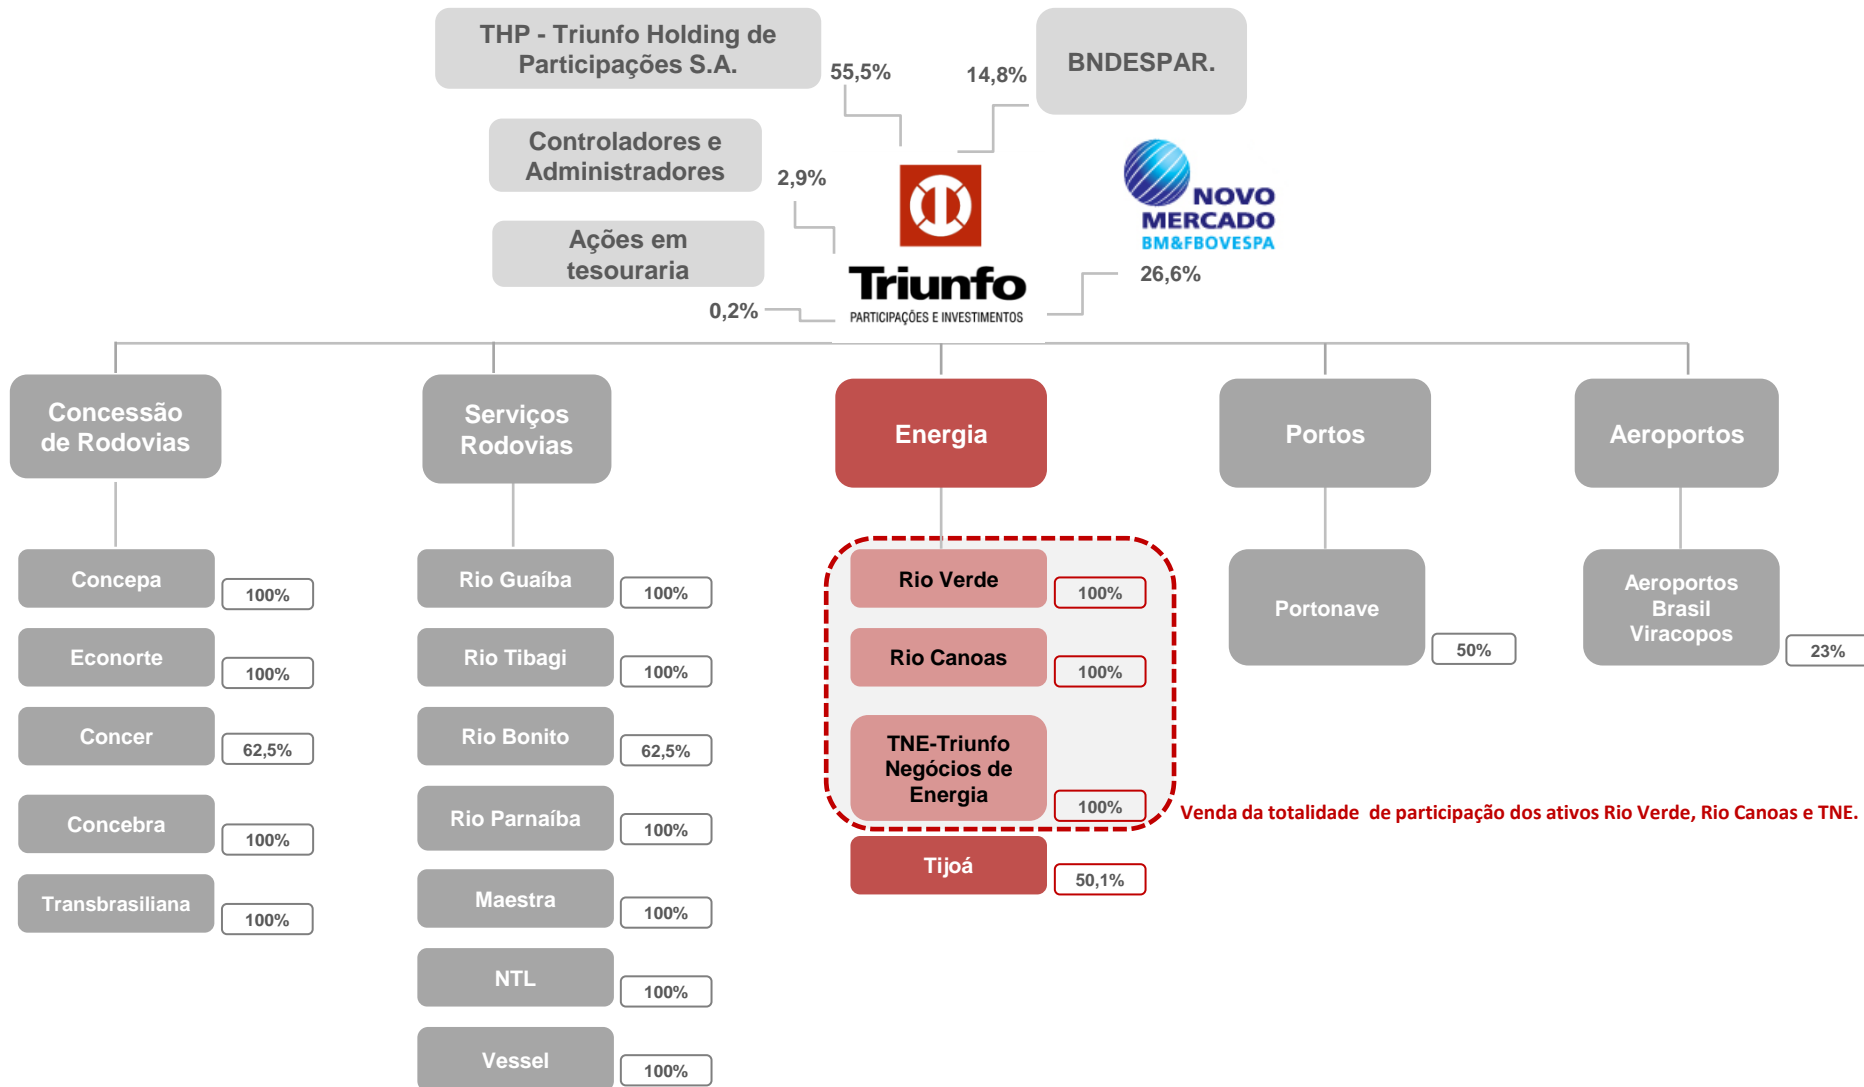 THP - Triunfo Holding de
Participações S.A.
55,5%
14,8%
BNDESPAR.
Controladores e
Administradores
2,9%
NOVO
MERCADO
BM&FBOVESPA
26,6%
Ações em
tesouraria
0,2%
Triunfo
PARTICIPAÇÕES E INVESTIMENTOS
Concessão
de Rodovias
Serviços
Rodovias
Energia
Portos
Aeroportos
Concepa
100%
Econorte
100%
Concer
62,5%
Concebra
100%
Transbrasiliana
100%
Rio Guaíba
100%
Rio Tibagi
100%
Rio Bonito
62,5%
Rio Parnaíba
100%
Maestra
100%
NTL
100%
Vessel
100%
Rio Verde
100%
Rio Canoas
100%
TNE-Triunfo
Negócios de
Energia
100%
Venda da totalidade  de participação dos ativos Rio Verde, Rio Canoas e TNE.
Tijoá
50,1%
Portonave
50%
Aeroportos
Brasil
Viracopos
23%